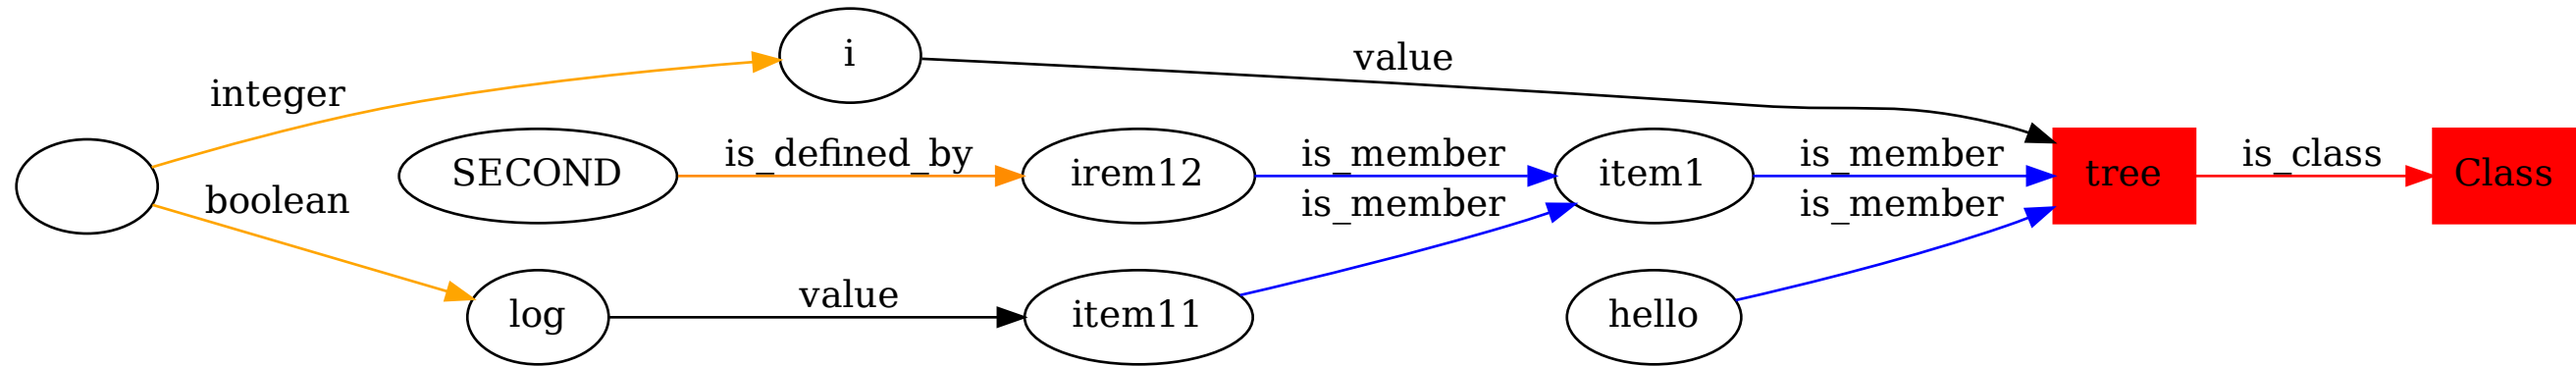 i
value
integer
SECOND
is_defined_by
irem12
is_member
item1
is_member
tree
is_class
Class
boolean
is_member
is_member
log
value
item11
hello